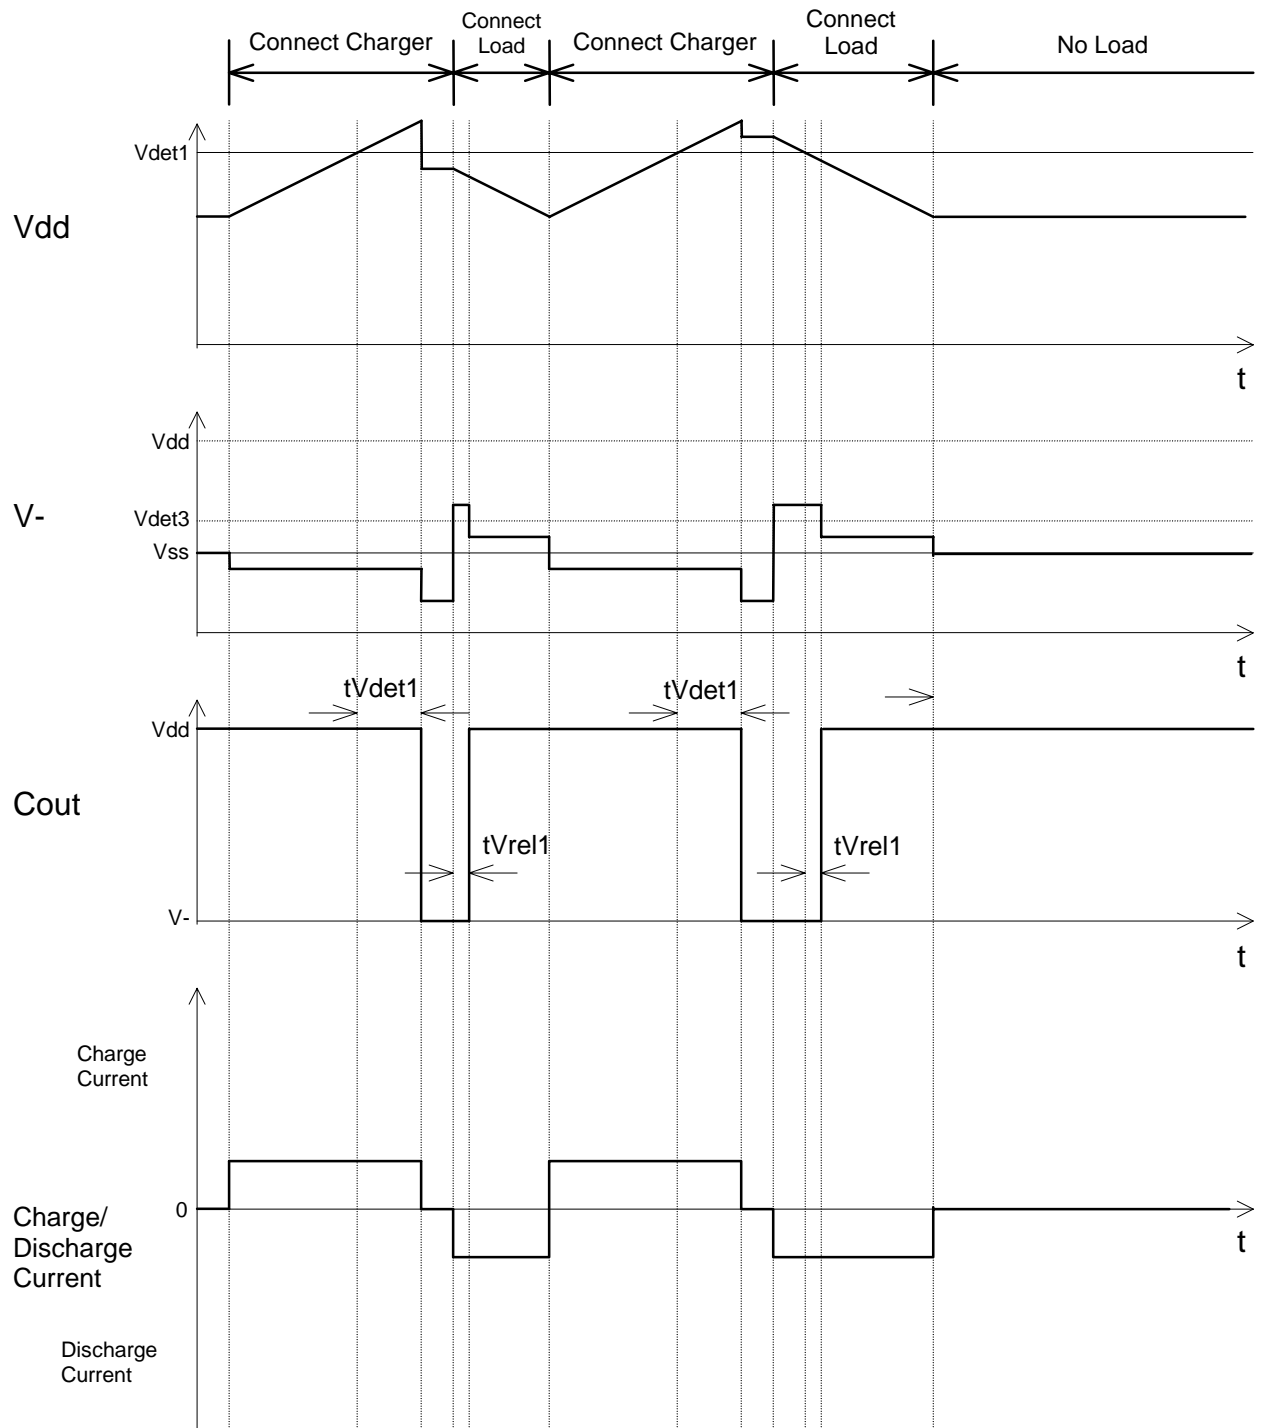 Connect Charger
Connect
Load
Connect Charger
Connect
Load
No Load
Vdet1
Vdd
t
Vdd
V-
Vdet3
Vss
t
tVdet1
tVdet1
Vdd
Cout
tVrel1
tVrel1
V-
t
Charge
Current
0
Charge/
Discharge
Current
t
Discharge
Current